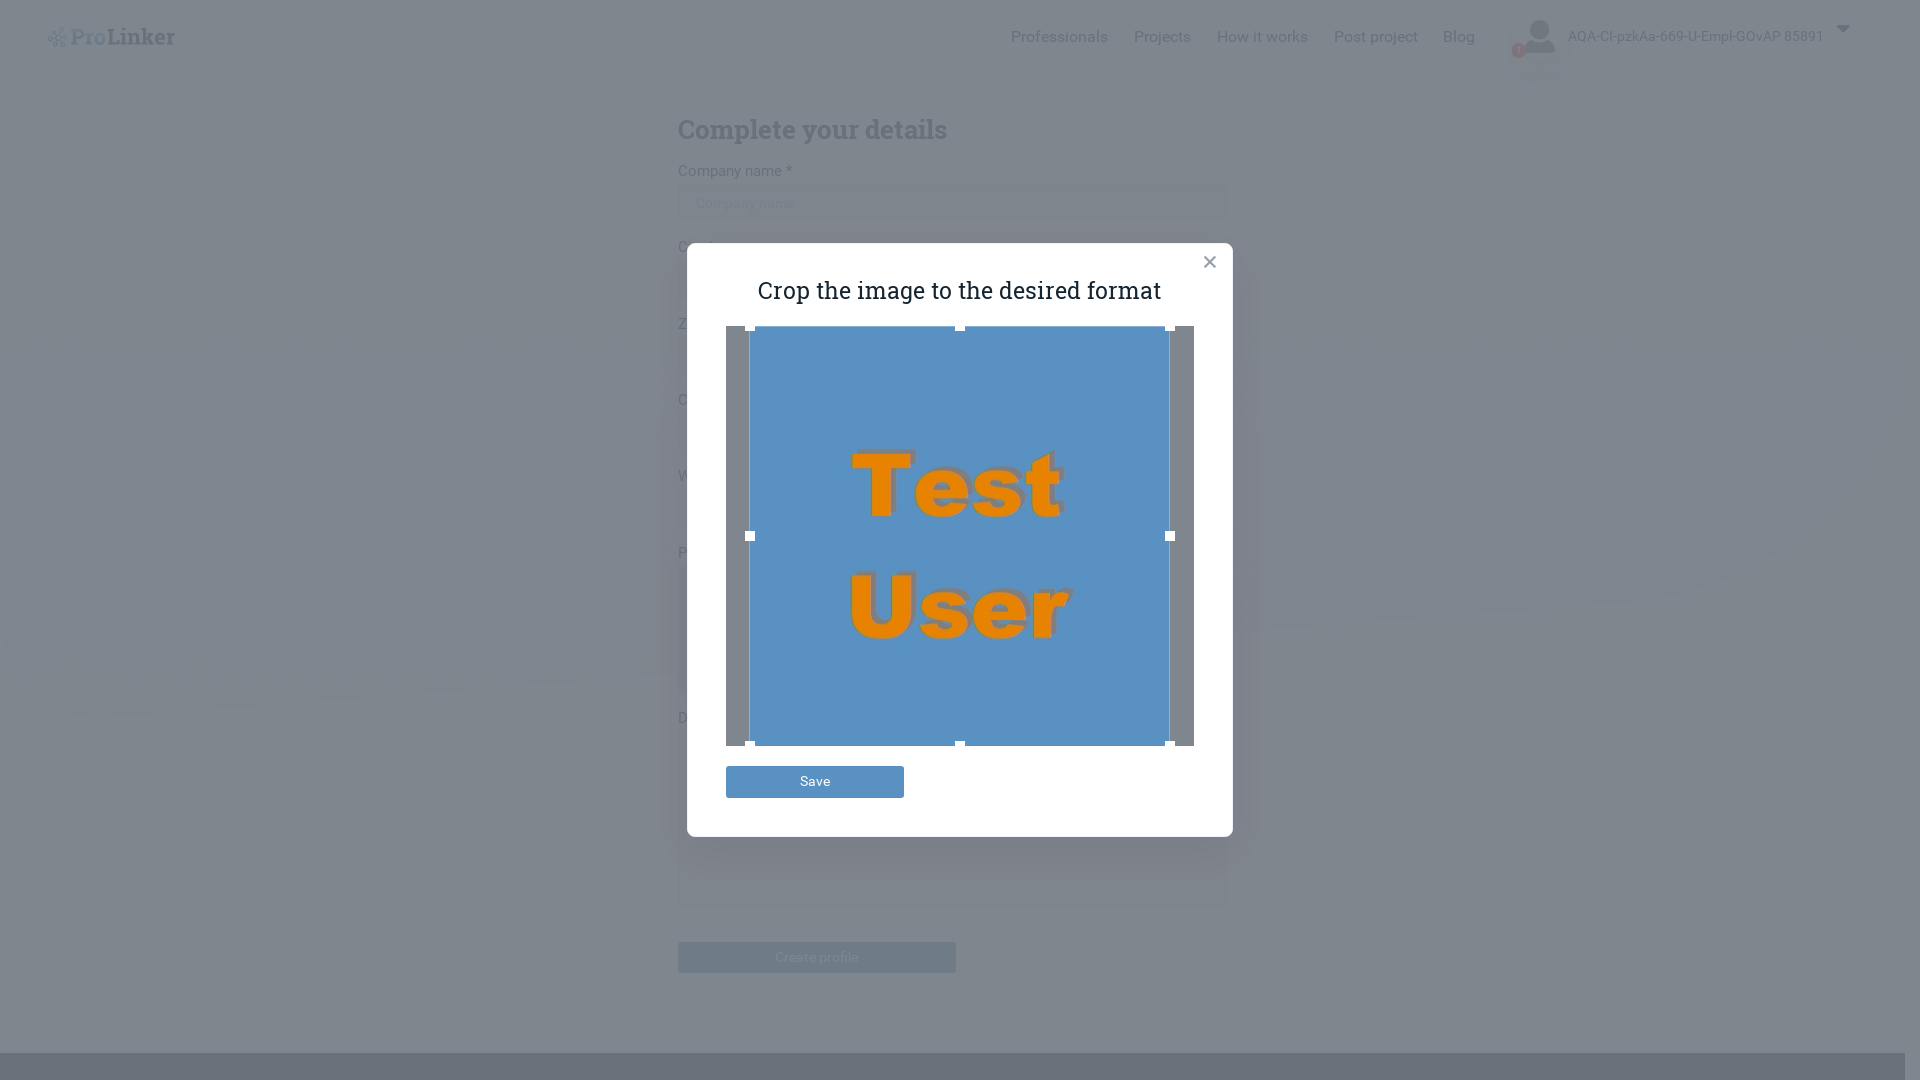 ProLinker
Professionals Projects How it works Post project Blog AQA-CI-pzkAa-669-U-Empl-GOvAP 85891
Complete your details
Company name *
Company name
Crop the image to the desired format
Test
User
Save
Create profile